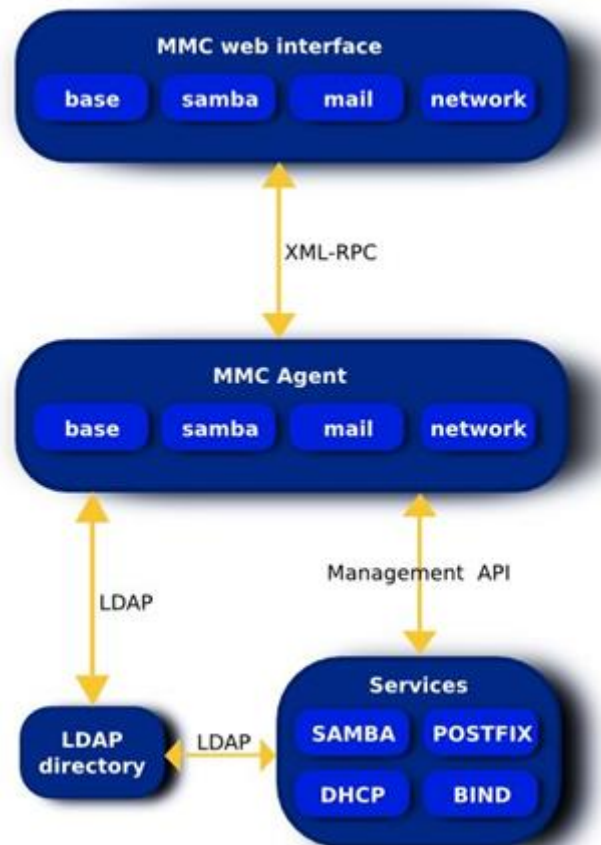 MMC web interface
base samba mail network
XML-RPC
MMC Agent
base samba mail network
Management API
LDAP
Services
LDAP
directory
LDAP
SAMBA POSTFIX
DHCP BIND